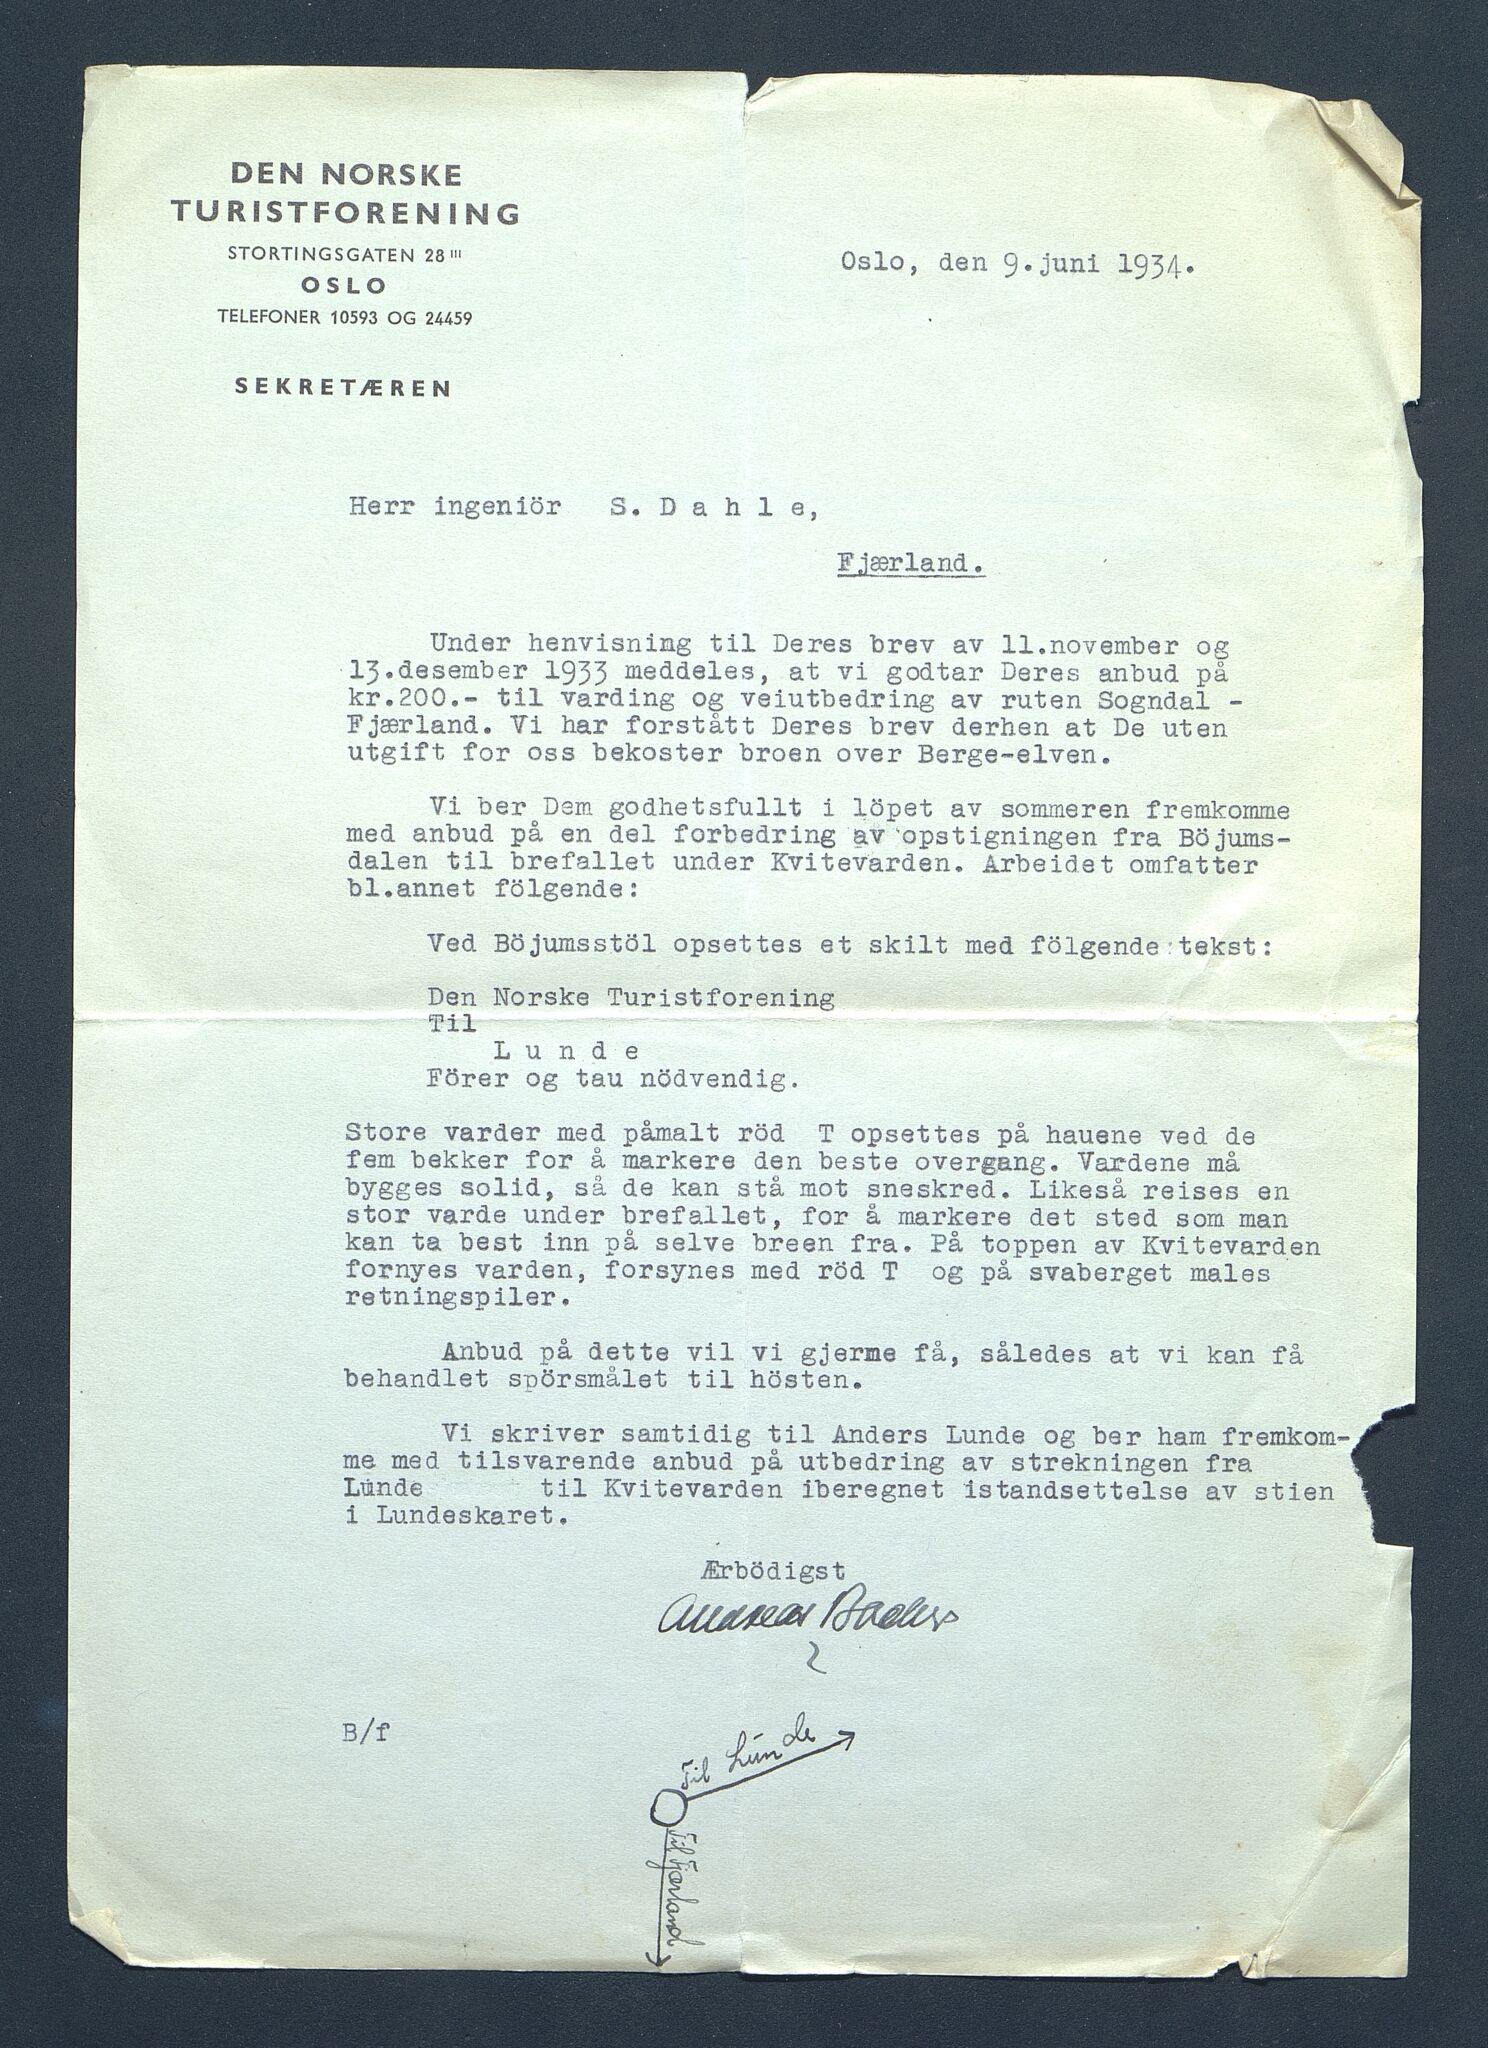 DEN NORSKE
TURISTFORENING
STORTINGSGATEN 28 III
OSLO
TELEFONER 10593 OG 24459
SEKRETÆREN
Oslo, den 9.juni 1934.
Herr ingeniör S. D a h l e,
Fjærland.
Under henvisning til Deres brev av 11.november og
13.desember 1933 meddeles, at vi godtar Deres anbud på
kr.200.- til varding og veiutbedring av ruten Sogndal -
Fjærland. Vi har forstått Deres brev derhen at De uten
utgift for oss bekoster broen over Berge-elven.
Vi ber Dem godhetsfullt i löpet av sommeren fremkomme
med anbud på en del forbedring av opstigningen fra Böjums-
dalen til brefallet under Kvitevarden. Arbeidet omfatter
bl.annet fölgende:
Ved Böjumsstöl opsettes et skilt med fölgende tekst:
Den Norske Turistforening
Til
L u n d e
Förer og tau nödvendig.
Store varder med påmalt röd T opsettes på hauene ved de
fem bekker for å markere den beste overgang. Vardene må
bygges solid, så de kan stå mot sneskred. Likeså reises en
stor varde under brefallet, for å markere det sted som man
kan ta best inn på selve breen fra. På toppen av Kvitevarden
fornyes varden, forsynes med röd T og på svaberget males
retningspiler.
Anbud på dette vil vi gjerme få, således at vi kan få
behandlet spörsmålet til hösten.
Vi skriver samtidig til Anders Lunde og ber ham fremkom-
me med tilsvarende anbud på utbedring av strekningen fra
Lunde til Kvitevarden iberegnet istandsettelse av stien
i Lundeskaret.
Ærbödigst
Andreas Backer
B/f
Til Lunde
Til Fjærland